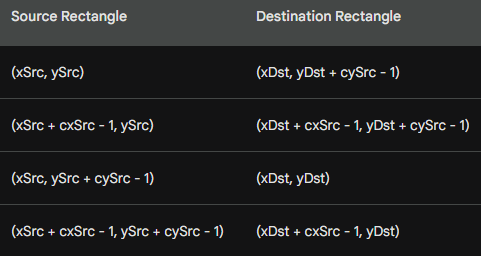 Source Rectangle Destination Rectangle
(xSrc, ySrc) (xDst, yDst + cySrc - 1)
(xSrc + cxSrc - 1, ySrc) (xDst + cxSrc - 1, yDst + cySrc - 1)
(xSrc, ySrc + cySrc - 1) (xDst, yDst)
(xSrc + cxSrc - 1, ySrc + cySrc - 1) (xDst + cxSrc - 1, yDst)